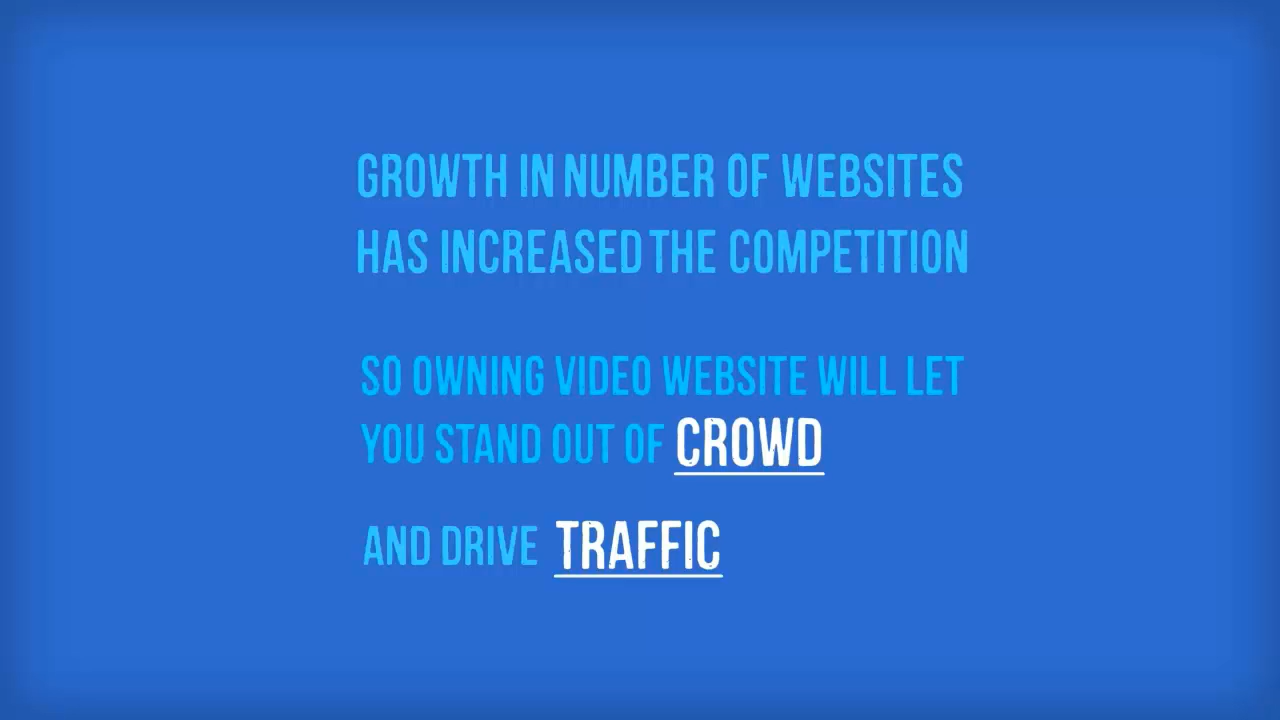 GROWTH IN NUMBER OF WEBSITES
HAS INCREASED THE COMPETITION
SO OWNING VIDEO WEBSITE WILL LET
YOU STAND OUT OF CROWD
AND DRIVE TRAFFIC